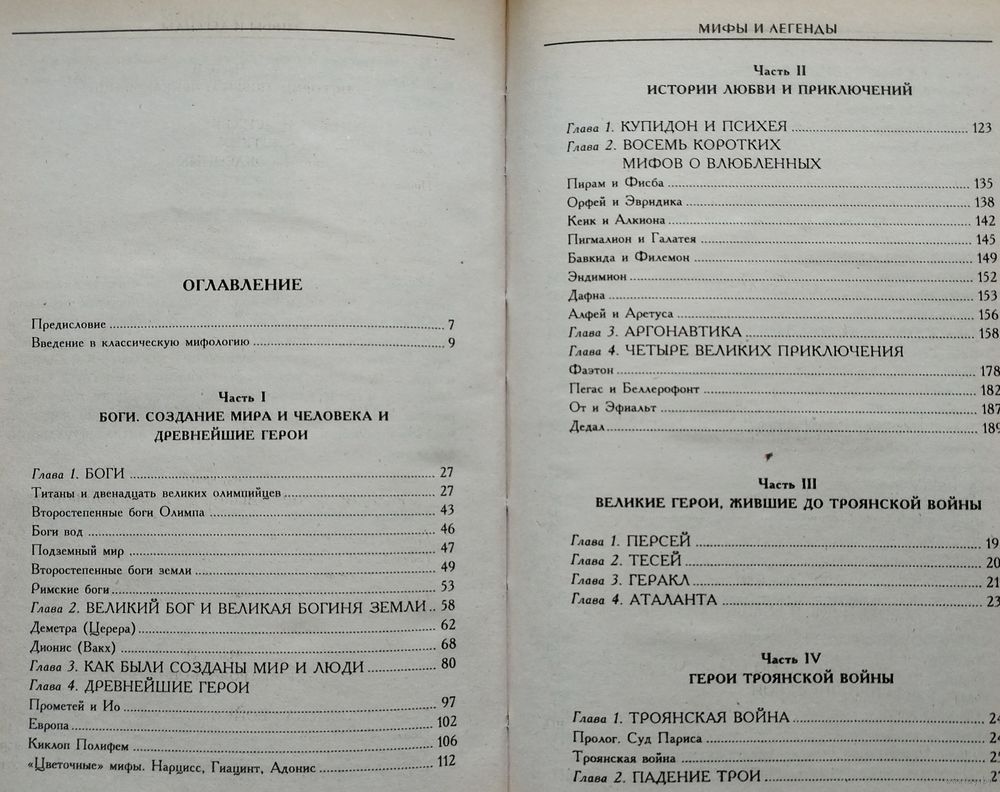 ОГЛАВЛЕНИЕ
Предисловие 7
Введение в классическую мифологию 9
Часть I
БОГИ. СОЗДАНИЕ МИРА И ЧЕЛОВЕКА И
ДРЕВНЕЙШИЕ ГЕРОИ
Глава 1. БОГИ 27
Титаны и двенадцать великих олимпийцев 27
Второстепенные боги Олимпа 43
Боги вод 46
Подземный мир 47
Второстепенные боги земли 49
Римские боги 53
Глава 2. ВЕЛИКИЙ БОГ И ВЕЛИКАЯ БОГИНЯ ЗЕМЛИ.. 58
Деметра (Церера) 62
Дионис (Вакх) 68
Глава 3. КАК БЫЛИ СОЗДАНЫ МИР И ЛЮДИ 80
Глава 4. ДРЕВНЕЙШИЕ ГЕРОИ
Прометей и Ио 97
Европа 102
Киклоп Полифем 106
«Цветочные» мифы. Нарцисс, Гиацинт, Адонис 112
МИФЫ И ЛЕГЕНДЫ
Часть II
ИСТОРИИ ЛЮБВИ И ПРИКЛЮЧЕНИЙ
Глава 1. КУПИДОН И ПСИХЕЯ 123
Глава 2. ВОСЕМЬ КОРОТКИХ
МИФОВ О ВЛЮБЛЕННЫХ
Пирам и Фисба 135
Орфей и Эвридика 138
Кеик и Алкиона 142
Пигмалион и Галатея 145
Бавкида и Филемон 149
Эндимион 152
Дафна 153
Алфей и Аретуса 156
Глава 3. АРГОНАВТИКА 158
Глава 4. ЧЕТЫРЕ ВЕЛИКИХ ПРИКЛЮЧЕНИЯ
Фаэтон 178
Пегас и Беллерофонт 182
От и Эфиальт 187
Дедал 189
Часть III
ВЕЛИКИЕ ГЕРОИ, ЖИВШИЕ ДО ТРОЯНСКОЙ ВОЙНЫ
Глава 1. ПЕРСЕЙ 19
Глава 2. ТЕСЕЙ 20
Глава 3. ГЕРАКЛ 21
Глава 4. АТАЛАНТА 23
Часть IV
ГЕРОИ ТРОЯНСКОЙ ВОЙНЫ
Глава 1. ТРОЯНСКАЯ ВОЙНА 24
Пролог. Суд Париса 24
Троянская война 2
Глава 2. ПАДЕНИЕ ТРОИ 2